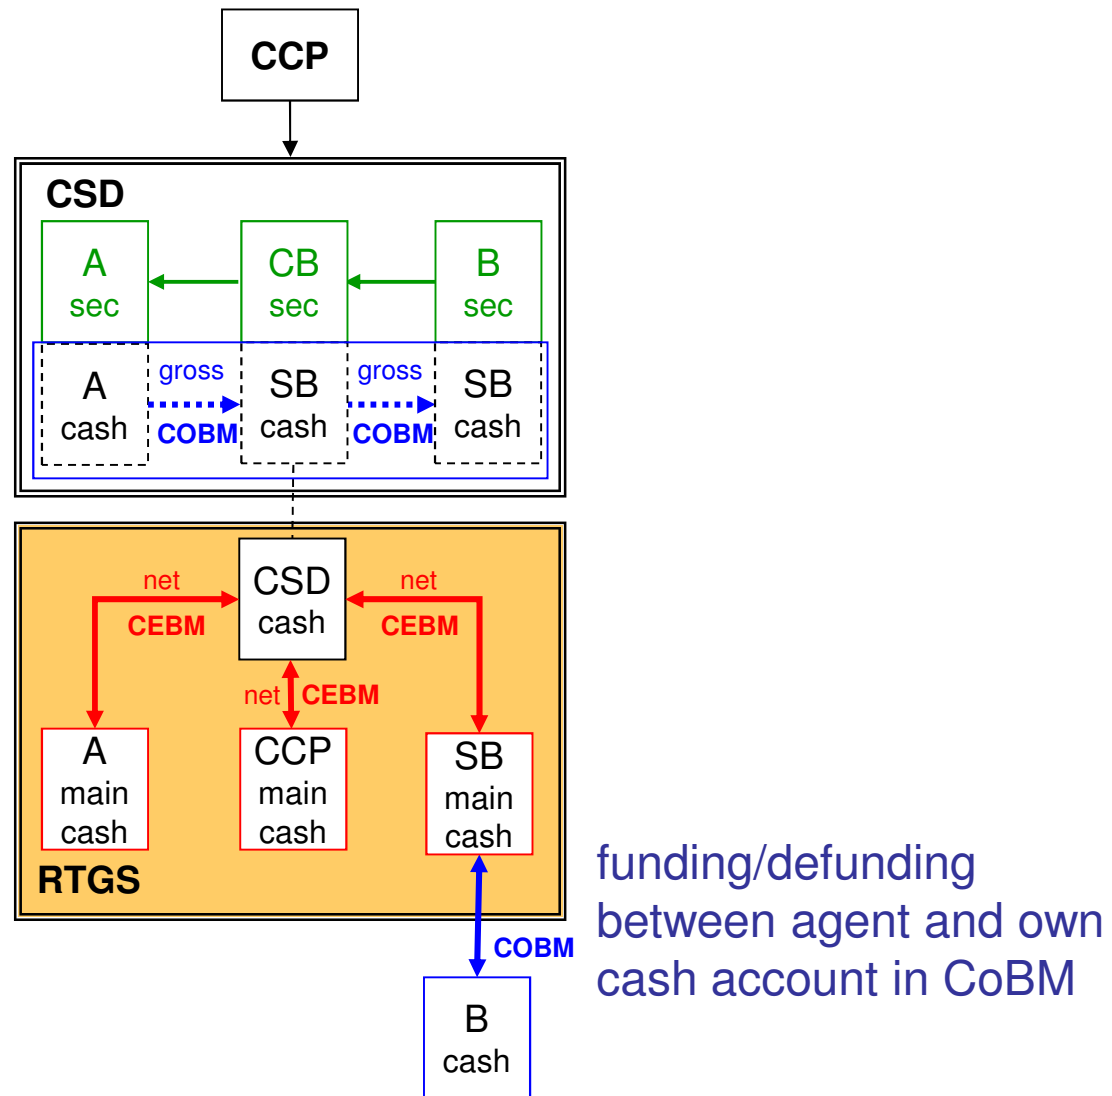 CCP
CSD
A
sec
CB
sec
B
sec
A
cash
gross
COBM
SB
cash
gross
COBM
SB
cash
CSD
cash
net
CEBM
net
CEBM
net CEBM
A
main
cash
CCP
main
cash
SB
main
cash
RTGS
funding/defunding
between agent and own
cash account in CoBM
COBM
B
cash